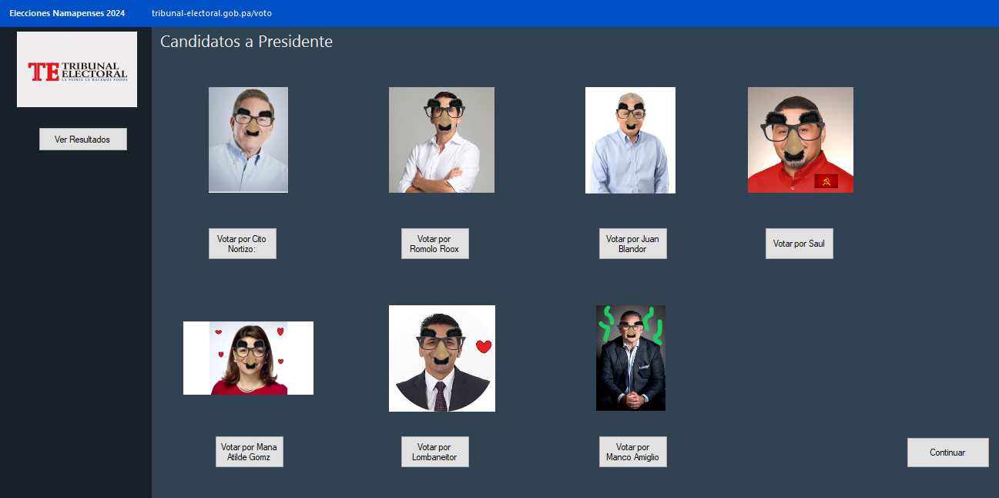 Elecciones Namapenses 2024
tribunal-electoral.gob.pa/voto
TE TRIBUNAL
ELECTORAL
LA PATRIA LA HACEMOS TODOS
Ver Resultados
Candidatos a Presidente
Votar por Cito
Nortizo:
Votar por
Romolo Roox
Votar por Juan
Blandor
Votar por Saul
Votar por Mana
Atilde Gomz
Votar por
Lombaneitor
Votar por
Manco Amiglio
Continuar